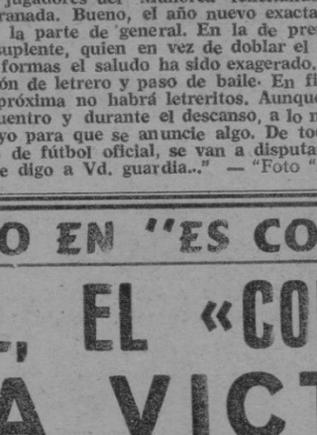 jugadores del Mallorca
ranada. Bueno, el año nuevo exacta
la parte de general. En la de pre
suplente, quien en vez de doblar el
formas el saludo ha sido exagerado.
ón de letrero y paso de baile. En fi
próxima no habrá letreritos. Aunque
uentro y durante el descanso, a lo m
yo para que se anuncie algo. De to
de fútbol oficial, se van a disputa
e digo a Vd. guardia..." — "Foto "
O EN "ES CO
L, EL «CO
A VICT